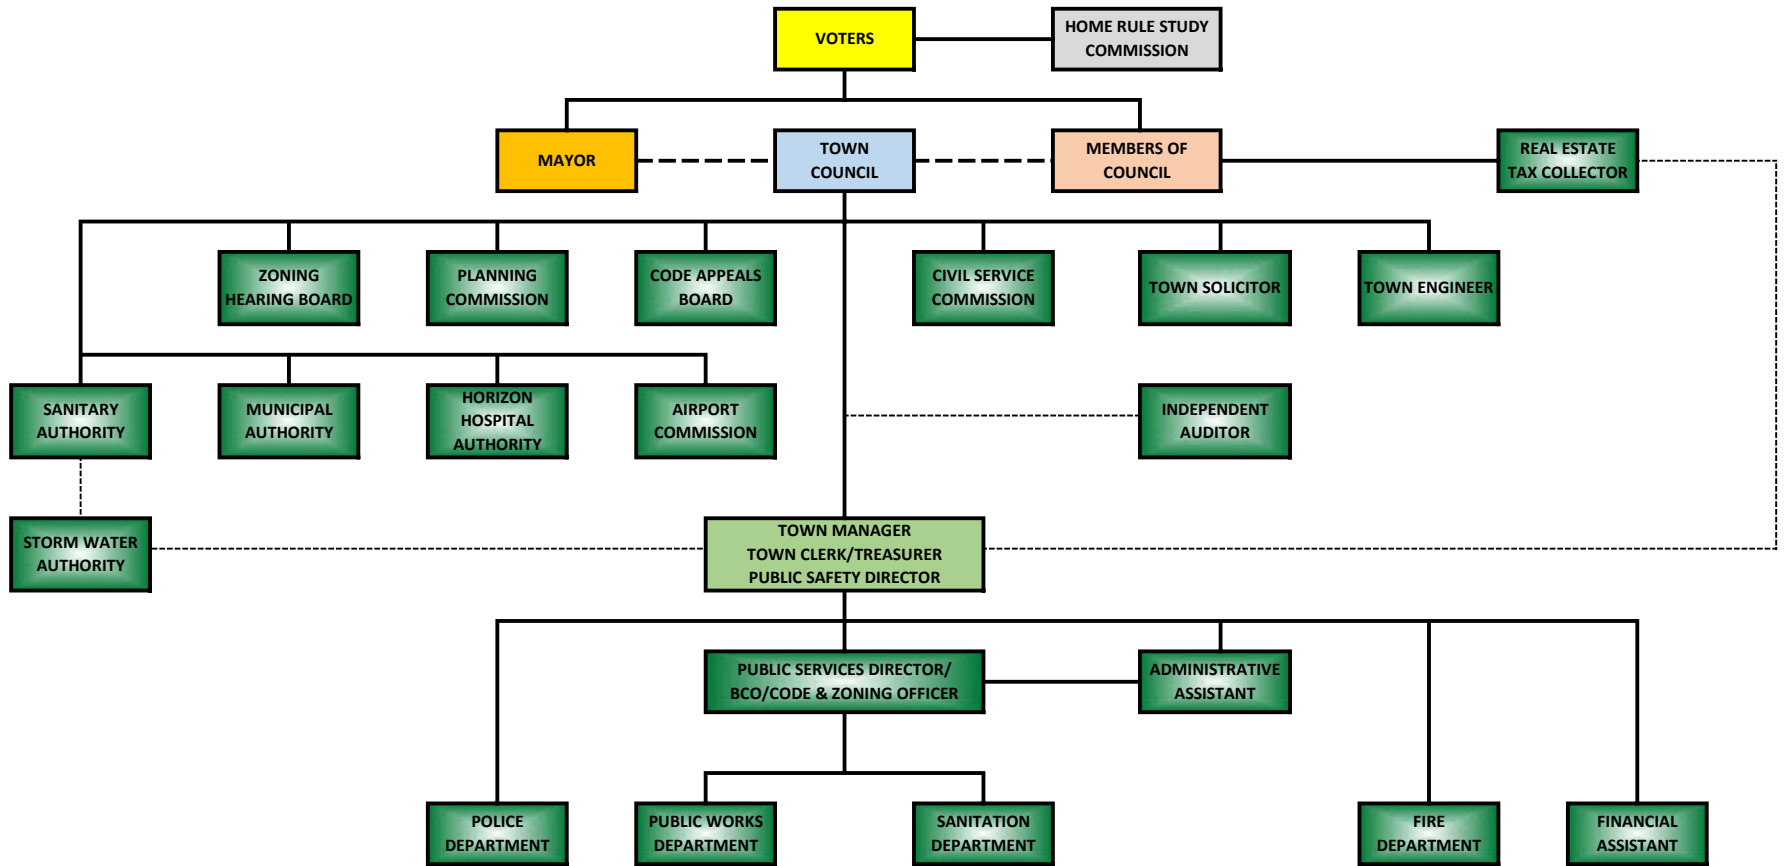 VOTERS
HOME RULE STUDY
COMMISSION
MAYOR
TOWN
COUNCIL
MEMBERS OF
COUNCIL
REAL ESTATE
TAX COLLECTOR
ZONING
HEARING BOARD
PLANNING
COMMISSION
CODE APPEALS
BOARD
CIVIL SERVICE
COMMISSION
TOWN SOLICITOR
TOWN ENGINEER
SANITARY
AUTHORITY
MUNICIPAL
AUTHORITY
HORIZON
HOSPITAL
AUTHORITY
AIRPORT
COMMISSION
INDEPENDENT
AUDITOR
STORM WATER
AUTHORITY
TOWN MANAGER
TOWN CLERK/TREASURER
PUBLIC SAFETY DIRECTOR
PUBLIC SERVICES DIRECTOR/
BCO/CODE & ZONING OFFICER
ADMINISTRATIVE
ASSISTANT
POLICE
DEPARTMENT
PUBLIC WORKS
DEPARTMENT
SANITATION
DEPARTMENT
FIRE
DEPARTMENT
FINANCIAL
ASSISTANT